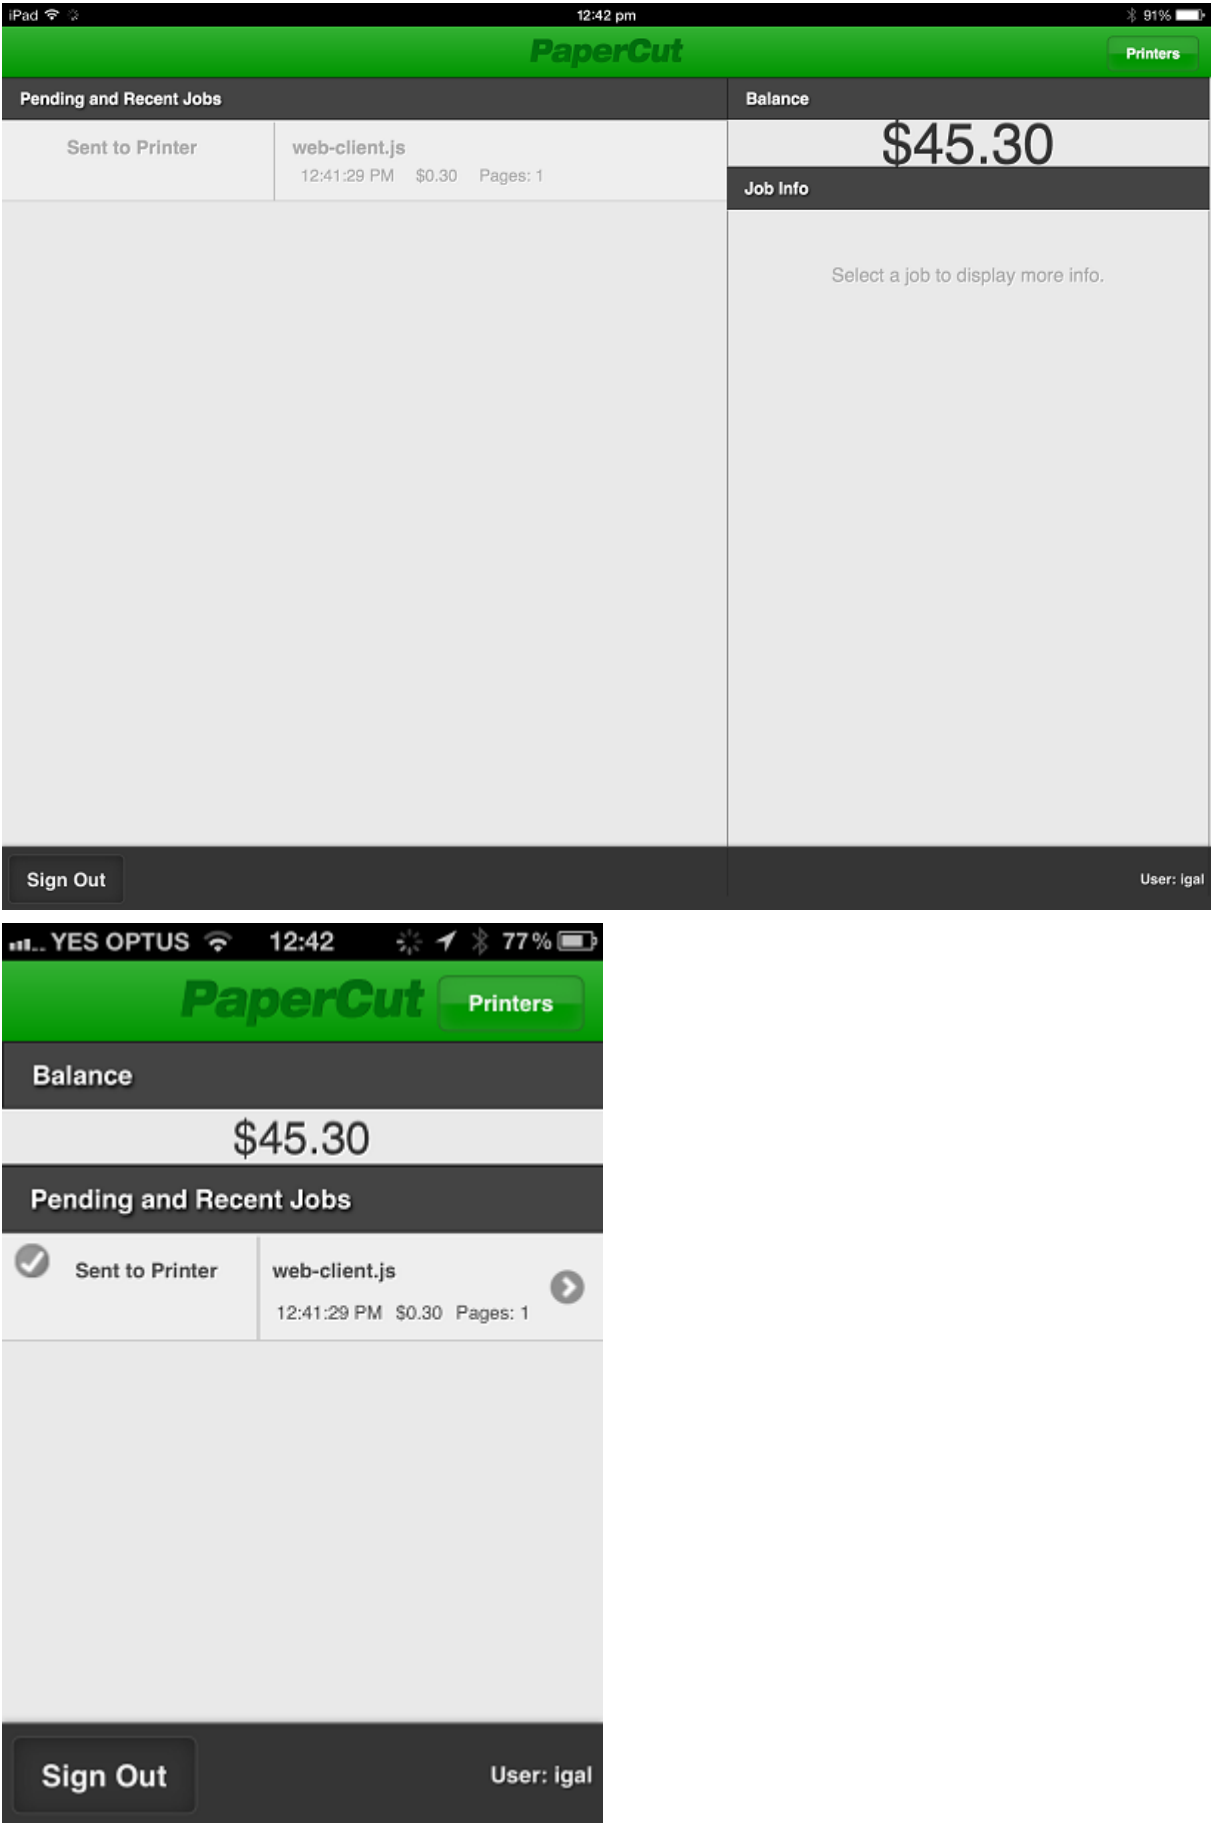 iPad 12:42 pm 91%
PaperCut Printers
Pending and Recent Jobs
Sent to Printer
web-client.js
12:41:29 PM $0.30 Pages: 1
Balance
$45.30
Job Info
Select a job to display more info.
Sign Out User: igal
YES OPTUS 12:42 77%
PaperCut Printers
Balance
$45.30
Pending and Recent Jobs
Sent to Printer
web-client.js
12:41:29 PM $0.30 Pages: 1
Sign Out User: igal